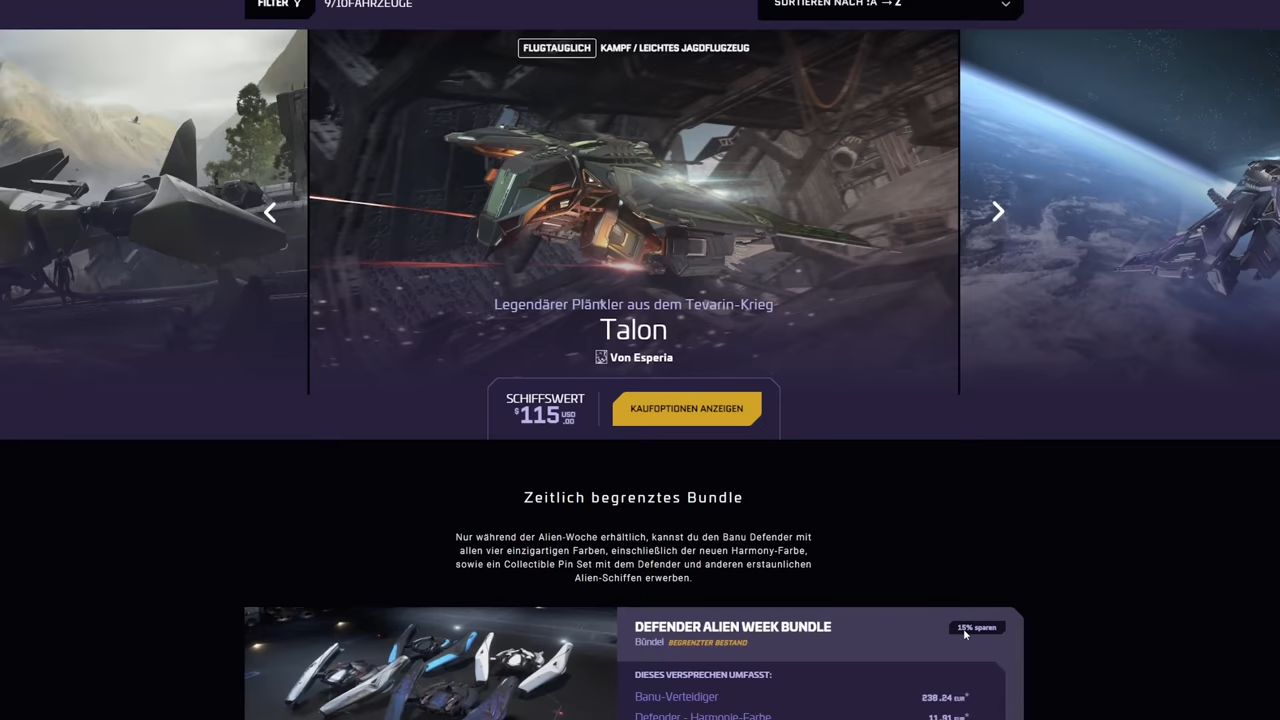 FILTER
9/10FAHRZEUGE
SORTIEREN NACH :A → Z
FLUGTAUGLICH KAMPF / LEICHTES JAGDFLUGZEUG
Legendärer Plänkler aus dem Tevarin-Krieg
Talon
Von Esperia
SCHIFFSWERT
$115 USD .00
KAUFOPTIONEN ANZEIGEN
Zeitlich begrenztes Bundle
Nur während der Alien-Woche erhältlich, kannst du den Banu Defender mit
allen vier einzigartigen Farben, einschließlich der neuen Harmony-Farbe,
sowie ein Collectible Pin Set mit dem Defender und anderen erstaunlichen
Alien-Schiffen erwerben.
DEFENDER ALIEN WEEK BUNDLE
15% sparen
Bündel BEGRENZTER BESTAND
DIESES VERSPRECHEN UMFASST:
Banu-Verteidiger 238.24 EUR*
Defender - Harmonie-Farbe 11.91 EUR*